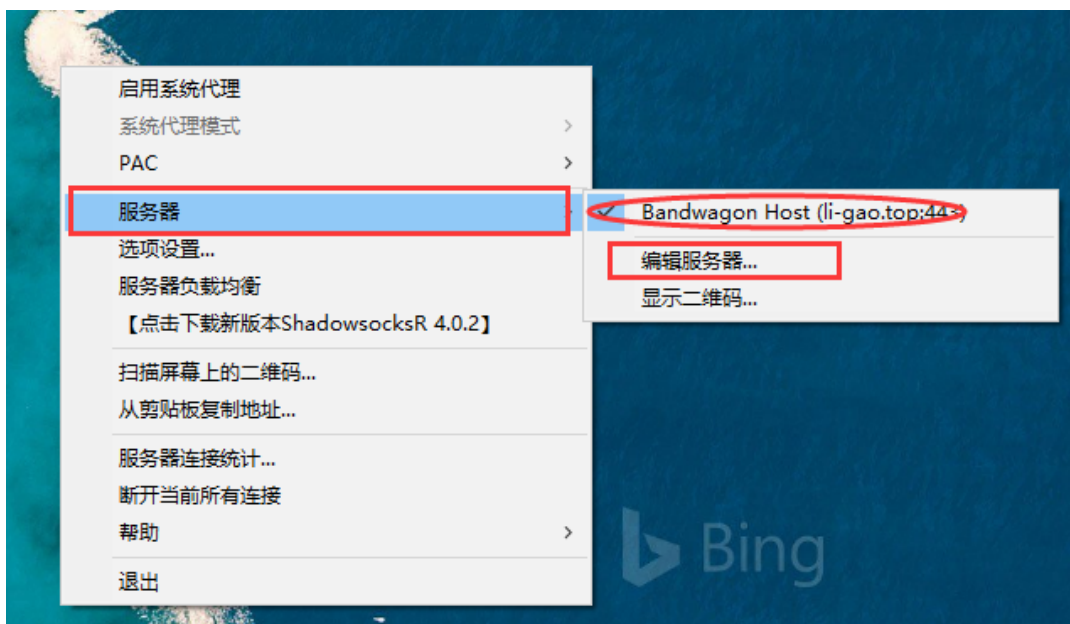 启用系统代理
系统代理模式
PAC
服务器
选项设置...
服务器负载均衡
【点击下载新版本ShadowsocksR 4.0.2】
扫描屏幕上的二维码...
从剪贴板复制地址...
服务器连接统计...
断开当前所有连接
帮助
退出
Bandwagon Host (li-gao.top:443)
编辑服务器...
显示二维码...
Bing